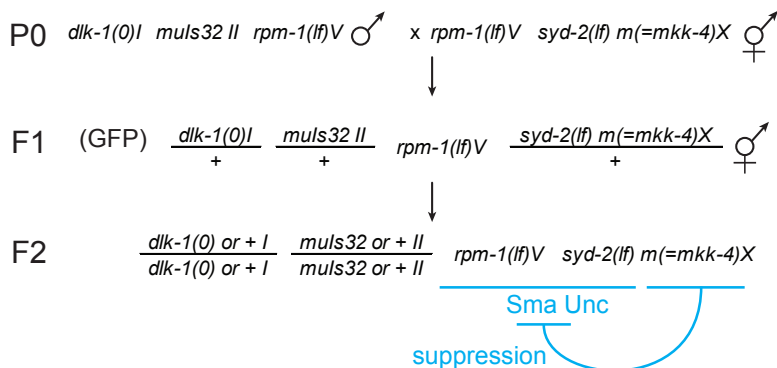 P0 dlk-1(0)I muIs32 II rpm-1(lf)V ♂ x rpm-1(lf)V syd-2(lf) m(=mkk-4)X ⚥
F1 (GFP) dlk-1(0)I muIs32 II rpm-1(lf)V syd-2(lf) m(=mkk-4)X ⚥
+ + +
F2 dlk-1(0) or + I muIs32 or + II rpm-1(lf)V syd-2(lf) m(=mkk-4)X
dlk-1(0) or + I muIs32 or + II
Sma Unc
suppression